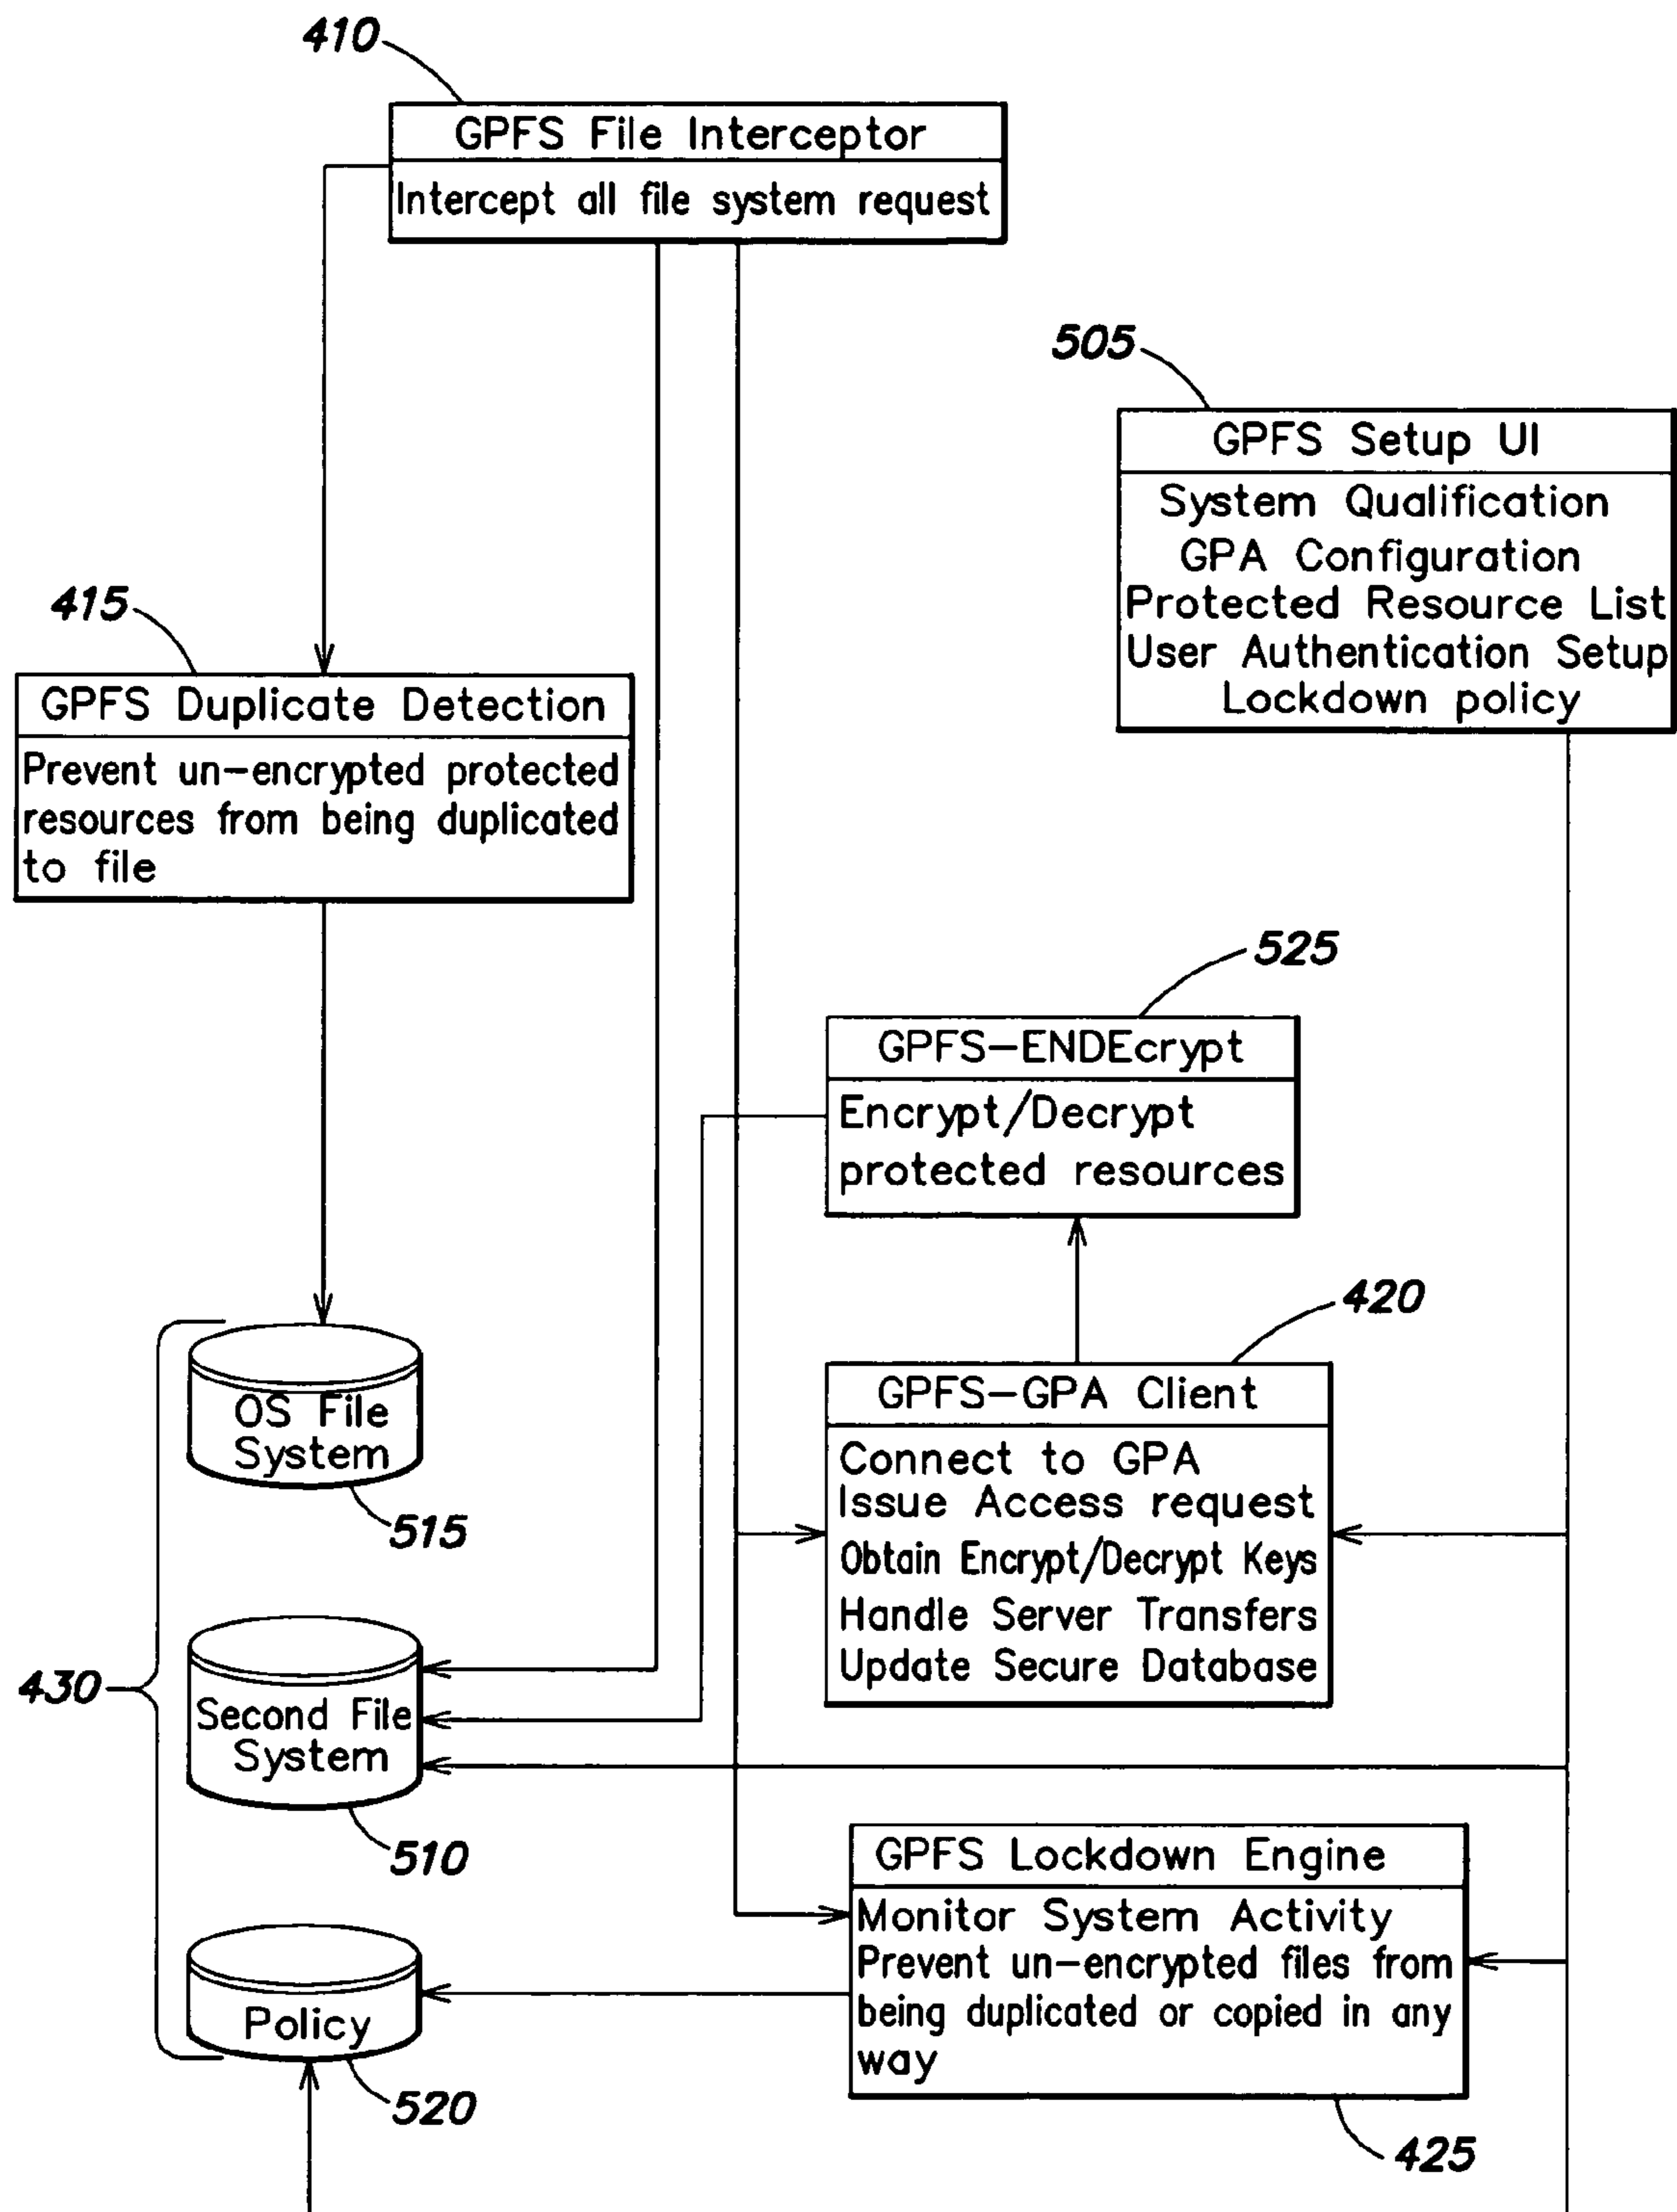 410
GPFS File Interceptor
Intercept all file system request
505
GPFS Setup UI
System Qualification
GPA Configuration
Protected Resource List
User Authentication Setup
Lockdown policy
415
GPFS Duplicate Detection
Prevent un-encrypted protected
resources from being duplicated
to file
525
GPFS-ENDEcrypt
Encrypt/Decrypt
protected resources
420
GPFS-GPA Client
Connect to GPA
Issue Access request
Obtain Encrypt/Decrypt Keys
Handle Server Transfers
Update Secure Database
OS File
System
515
430
Second File
System
510
GPFS Lockdown Engine
Monitor System Activity
Prevent un-encrypted files from
being duplicated or copied in any
way
425
Policy
520